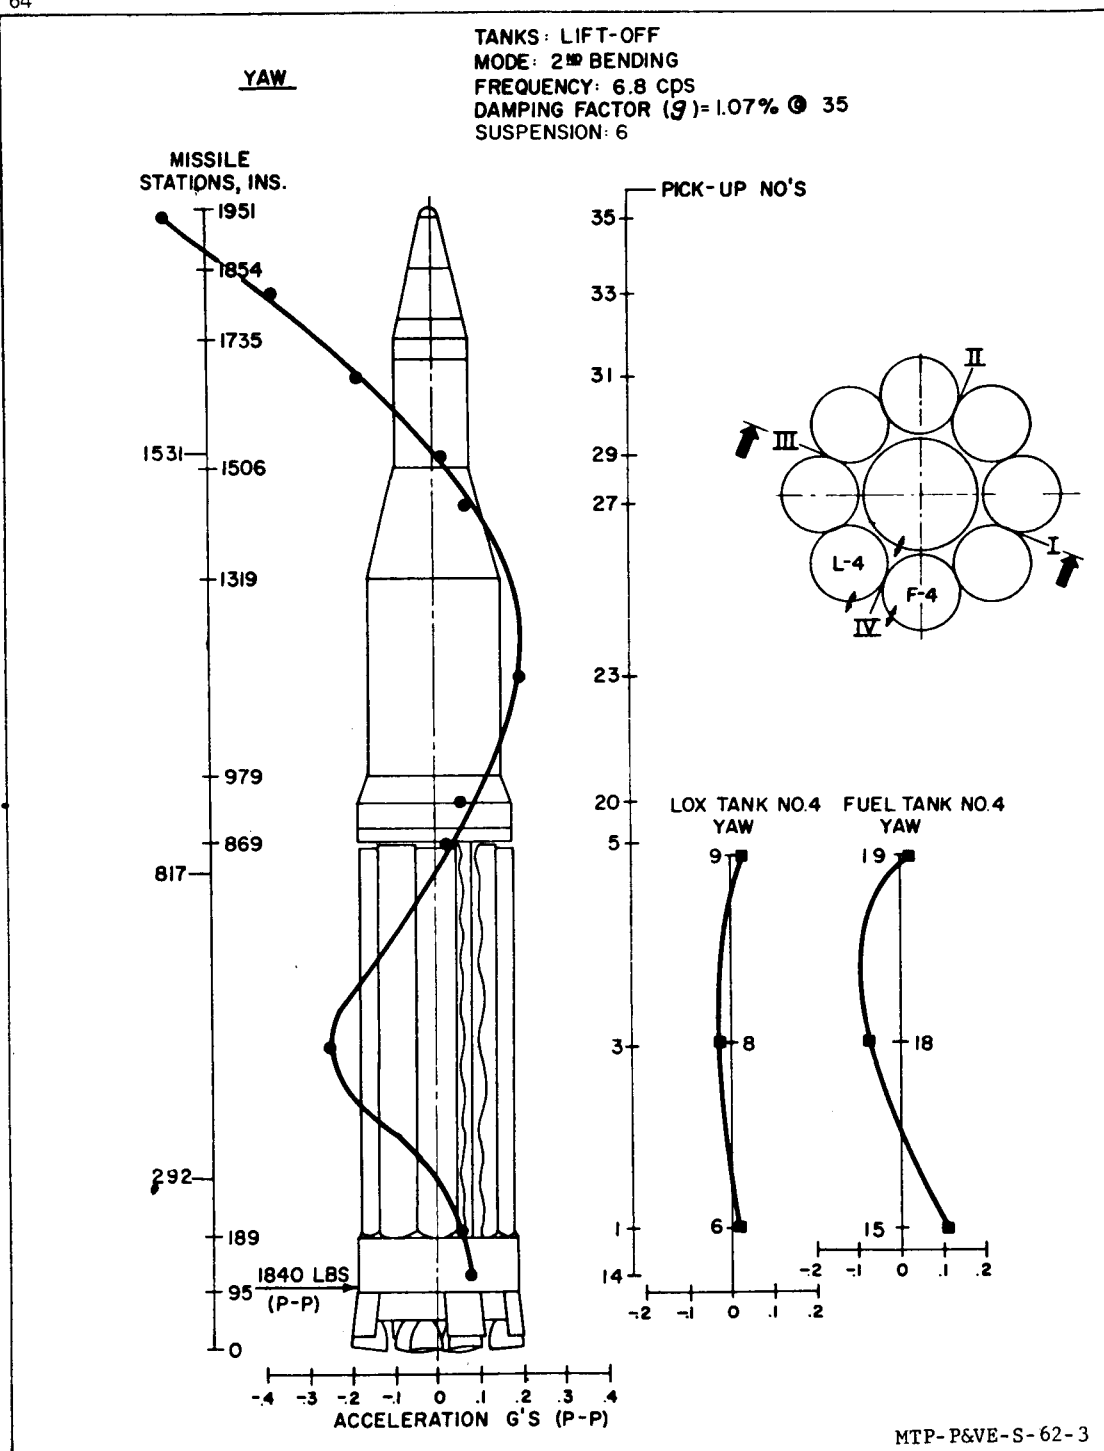 64
TANKS: LIFT-OFF
MODE: 2ND BENDING
FREQUENCY: 6.8 cps
DAMPING FACTOR (g)=1.07% @ 35
SUSPENSION: 6
YAW
MISSILE
STATIONS, INS.
1951
1854
1735
1531
1506
1319
979
869
817
292
189
95
0
1840 LBS
(P-P)
-.4 -.3 -.2 -.1 0 .1 .2 .3 .4
ACCELERATION G'S (P-P)
PICK-UP NO'S
35
33
31
29
27
23
20
5
3
1
14
II
III
I
L-4
F-4
IV
LOX TANK NO.4
YAW
9
8
6
-.2 -.1 0 .1 .2
FUEL TANK NO.4
YAW
19
18
15
-.2 -.1 0 .1 .2
MTP-P&VE-S-62-3